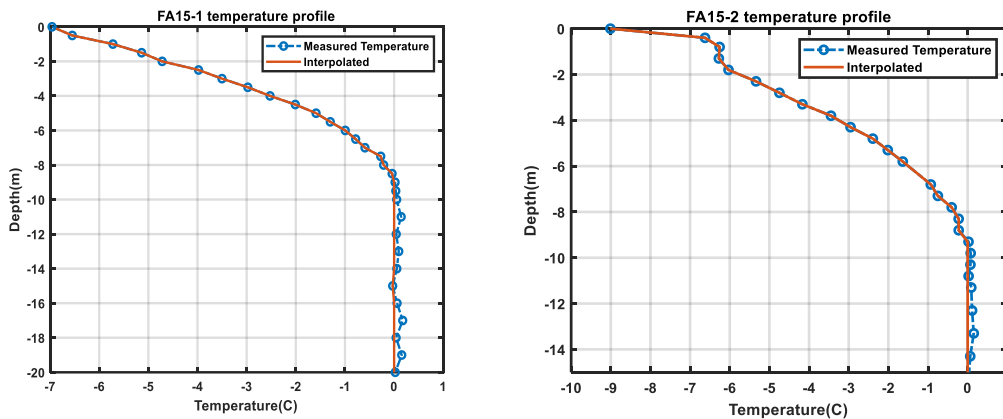 FA15-1 temperature profile
Measured Temperature
Interpolated
0
-2
-4
-6
-8
-10
-12
-14
-16
-18
-20
Depth(m)
-7 -6 -5 -4 -3 -2 -1 0 1
Temperature(C)
FA15-2 temperature profile
Measured Temperature
Interpolated
0
-2
-4
-6
-8
-10
-12
-14
Depth(m)
-10 -9 -8 -7 -6 -5 -4 -3 -2 -1 0
Temperature(C)